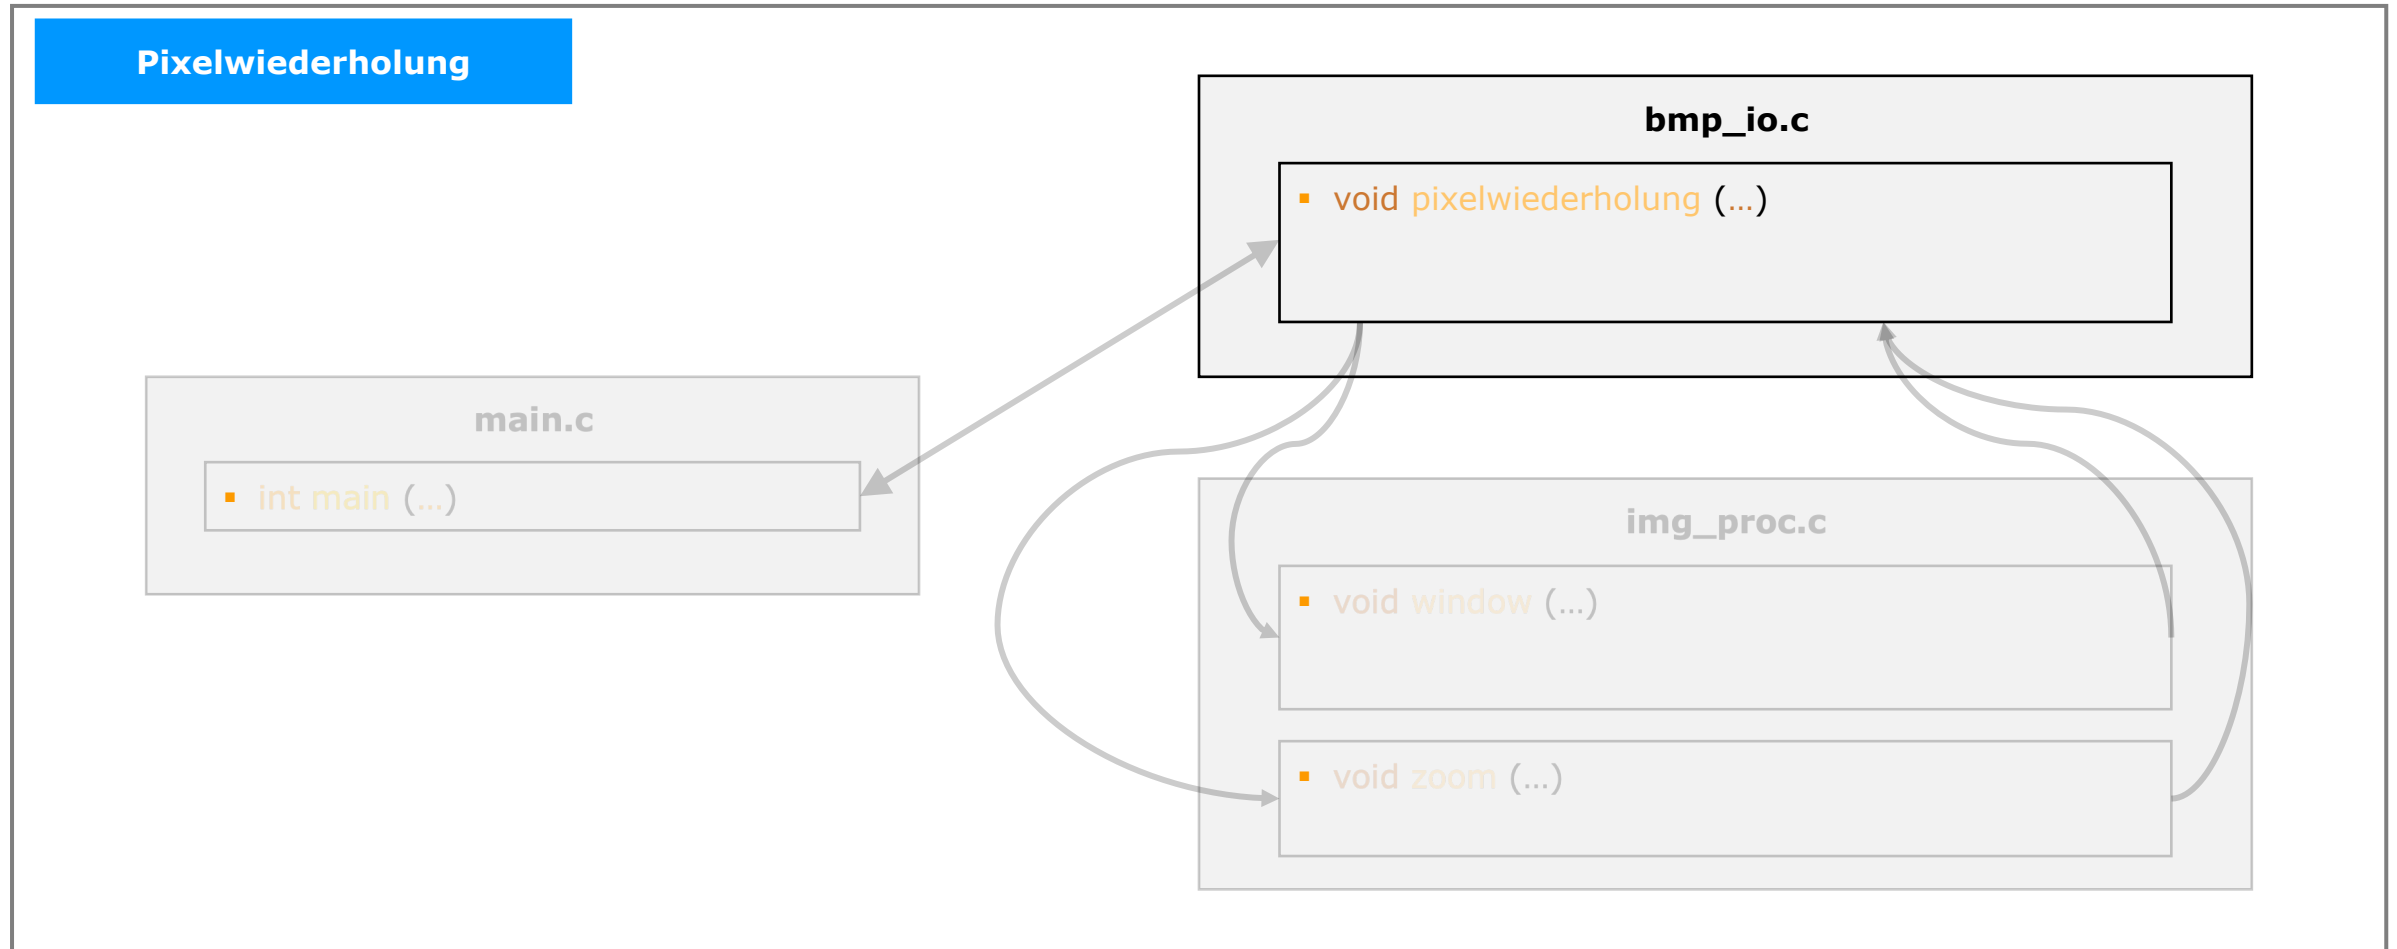 Pixelwiederholung
bmp_io.c
void pixelwiederholung (...)
main.c
int main (...)
img_proc.c
void window (...)
void zoom (...)